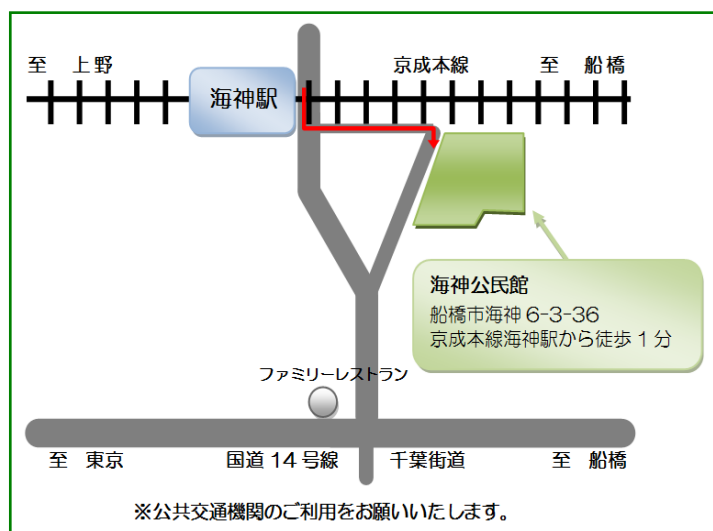 至 上野
海神駅
京成本線
至 船橋
海神公民館
船橋市海神 6-3-36
京成本線海神駅から徒歩 1 分
ファミリーレストラン
至 東京
国道 14 号線
千葉街道
至 船橋
※公共交通機関のご利用をお願いいたします。